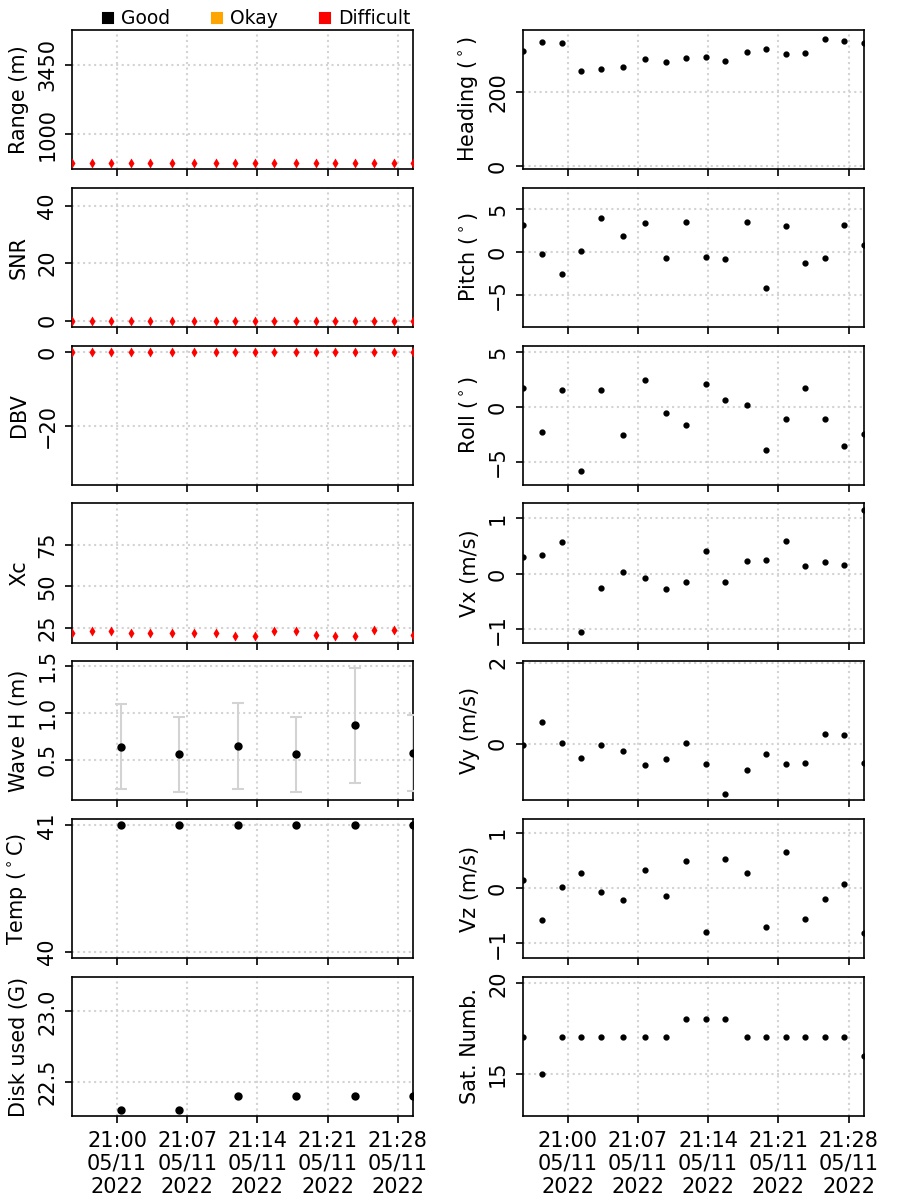 Good Okay Difficult
Range (m)
3450
1000
Heading (°)
200
0
SNR
40
20
0
Pitch (°)
5
0
−5
DBV
0
−20
Roll (°)
5
0
−5
Xc
75
50
25
Vx (m/s)
1
0
−1
Wave H (m)
1.5
1.0
0.5
Vy (m/s)
2
0
Temp (°C)
41
40
Vz (m/s)
1
0
−1
Disk used (G)
23.0
22.5
Sat. Numb.
20
15
21:00 21:07 21:14 21:21 21:28
05/11 05/11 05/11 05/11 05/11
2022 2022 2022 2022 2022
21:00 21:07 21:14 21:21 21:28
05/11 05/11 05/11 05/11 05/11
2022 2022 2022 2022 2022